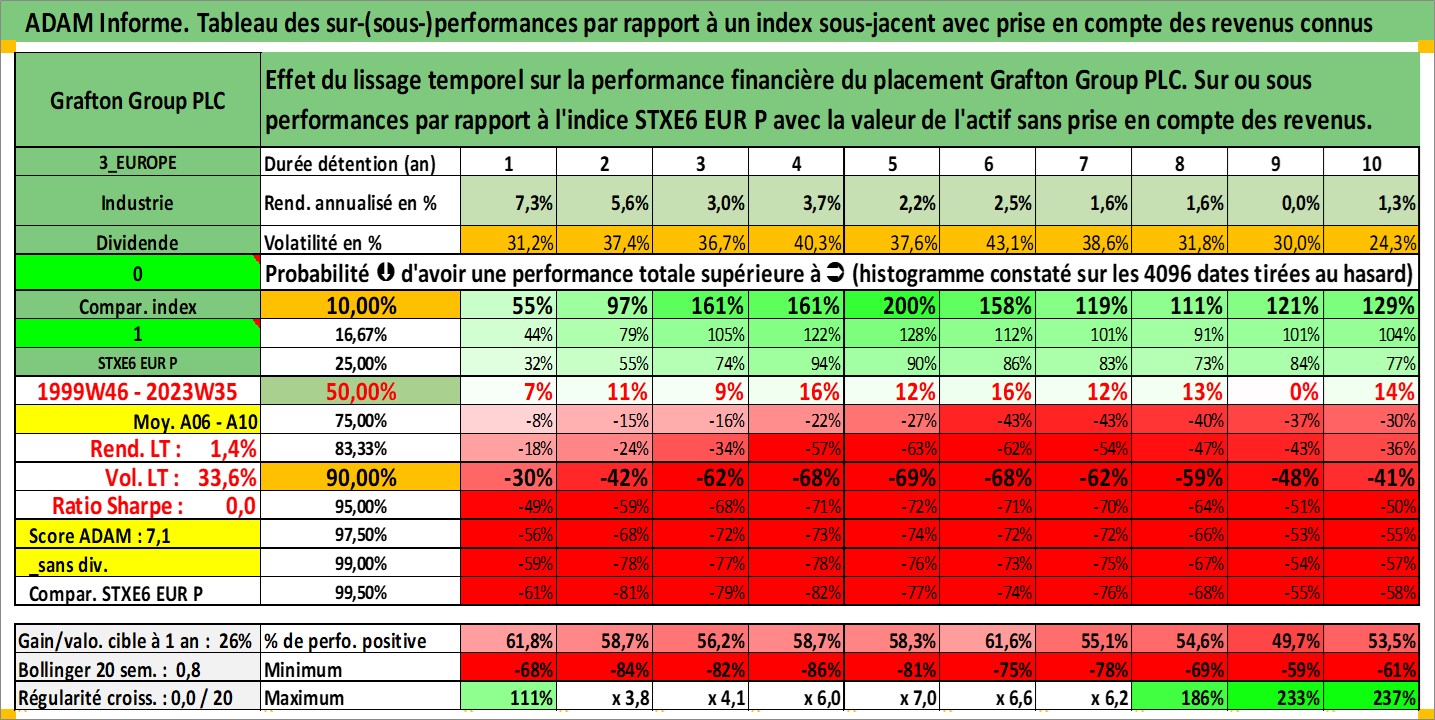 ADAM Informe. Tableau des sur-(sous-)performances par rapport à un index sous-jacent avec prise en compte des revenus connus
Grafton Group PLC
Effet du lissage temporel sur la performance financière du placement Grafton Group PLC. Sur ou sous
performances par rapport à l'indice STXE6 EUR P avec la valeur de l'actif sans prise en compte des revenus.
3_EUROPE Durée détention (an) 1 2 3 4 5 6 7 8 9 10
Industrie Rend. annualisé en % 7,3% 5,6% 3,0% 3,7% 2,2% 2,5% 1,6% 1,6% 0,0% 1,3%
Dividende Volatilité en % 31,2% 37,4% 36,7% 40,3% 37,6% 43,1% 38,6% 31,8% 30,0% 24,3%
0 Probabilité d'avoir une performance totale supérieure à (histogramme constaté sur les 4096 dates tirées au hasard)
Compar. index 10,00% 55% 97% 161% 161% 200% 158% 119% 111% 121% 129%
1 16,67% 44% 79% 105% 122% 128% 112% 101% 91% 101% 104%
STXE6 EUR P 25,00% 32% 55% 74% 94% 90% 86% 83% 73% 84% 77%
1999W46 - 2023W35 50,00% 7% 11% 9% 16% 12% 16% 12% 13% 0% 14%
Moy. A06 - A10 75,00% -8% -15% -16% -22% -27% -43% -43% -40% -37% -30%
Rend. LT : 1,4% 83,33% -18% -24% -34% -57% -63% -62% -54% -47% -43% -36%
Vol. LT : 33,6% 90,00% -30% -42% -62% -68% -69% -68% -62% -59% -48% -41%
Ratio Sharpe : 0,0 95,00% -49% -59% -68% -71% -72% -71% -70% -64% -51% -50%
Score ADAM : 7,1 97,50% -56% -68% -72% -73% -74% -72% -72% -66% -53% -55%
_sans div. 99,00% -59% -78% -77% -78% -76% -73% -75% -67% -54% -57%
Compar. STXE6 EUR P 99,50% -61% -81% -79% -82% -77% -74% -76% -68% -55% -58%
Gain/valo. cible à 1 an : 26% % de perfo. positive 61,8% 58,7% 56,2% 58,7% 58,3% 61,6% 55,1% 54,6% 49,7% 53,5%
Bollinger 20 sem. : 0,8 Minimum -68% -84% -82% -86% -81% -75% -78% -69% -59% -61%
Régularité croiss. : 0,0 / 20 Maximum 111% x 3,8 x 4,1 x 6,0 x 7,0 x 6,6 x 6,2 186% 233% 237%